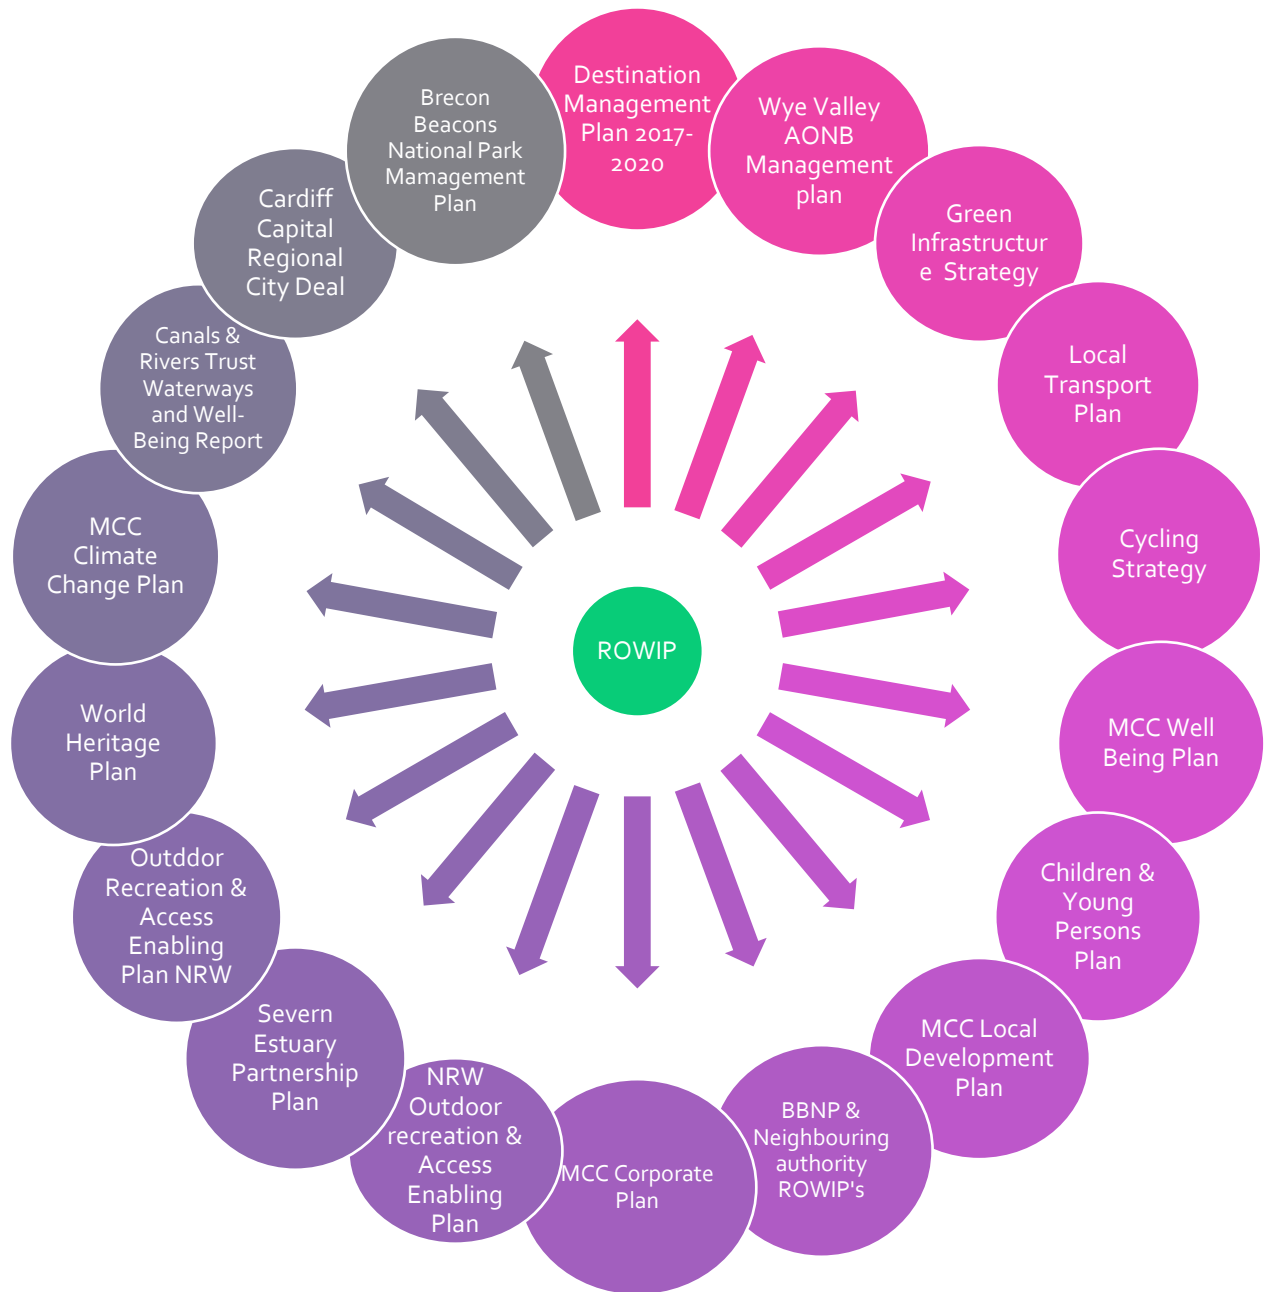 Destination
Management
Plan 2017-
2020
Wye Valley
AONB
Management
plan
Green
Infrastructur
e Strategy
Local
Transport
Plan
Cycling
Strategy
MCC Well
Being Plan
Children &
Young
Persons
Plan
MCC Local
Development
Plan
BBNP &
Neighbouring
authority
ROWIP's
MCC Corporate
Plan
NRW
Outdoor
recreation &
Access
Enabling
Plan
Severn
Estuary
Partnership
Plan
Outddor
Recreation &
Access
Enabling
Plan NRW
World
Heritage
Plan
MCC
Climate
Change Plan
Canals &
Rivers Trust
Waterways
and Well-
Being Report
Cardiff
Capital
Regional
City Deal
Brecon
Beacons
National Park
Mamagement
Plan
ROWIP